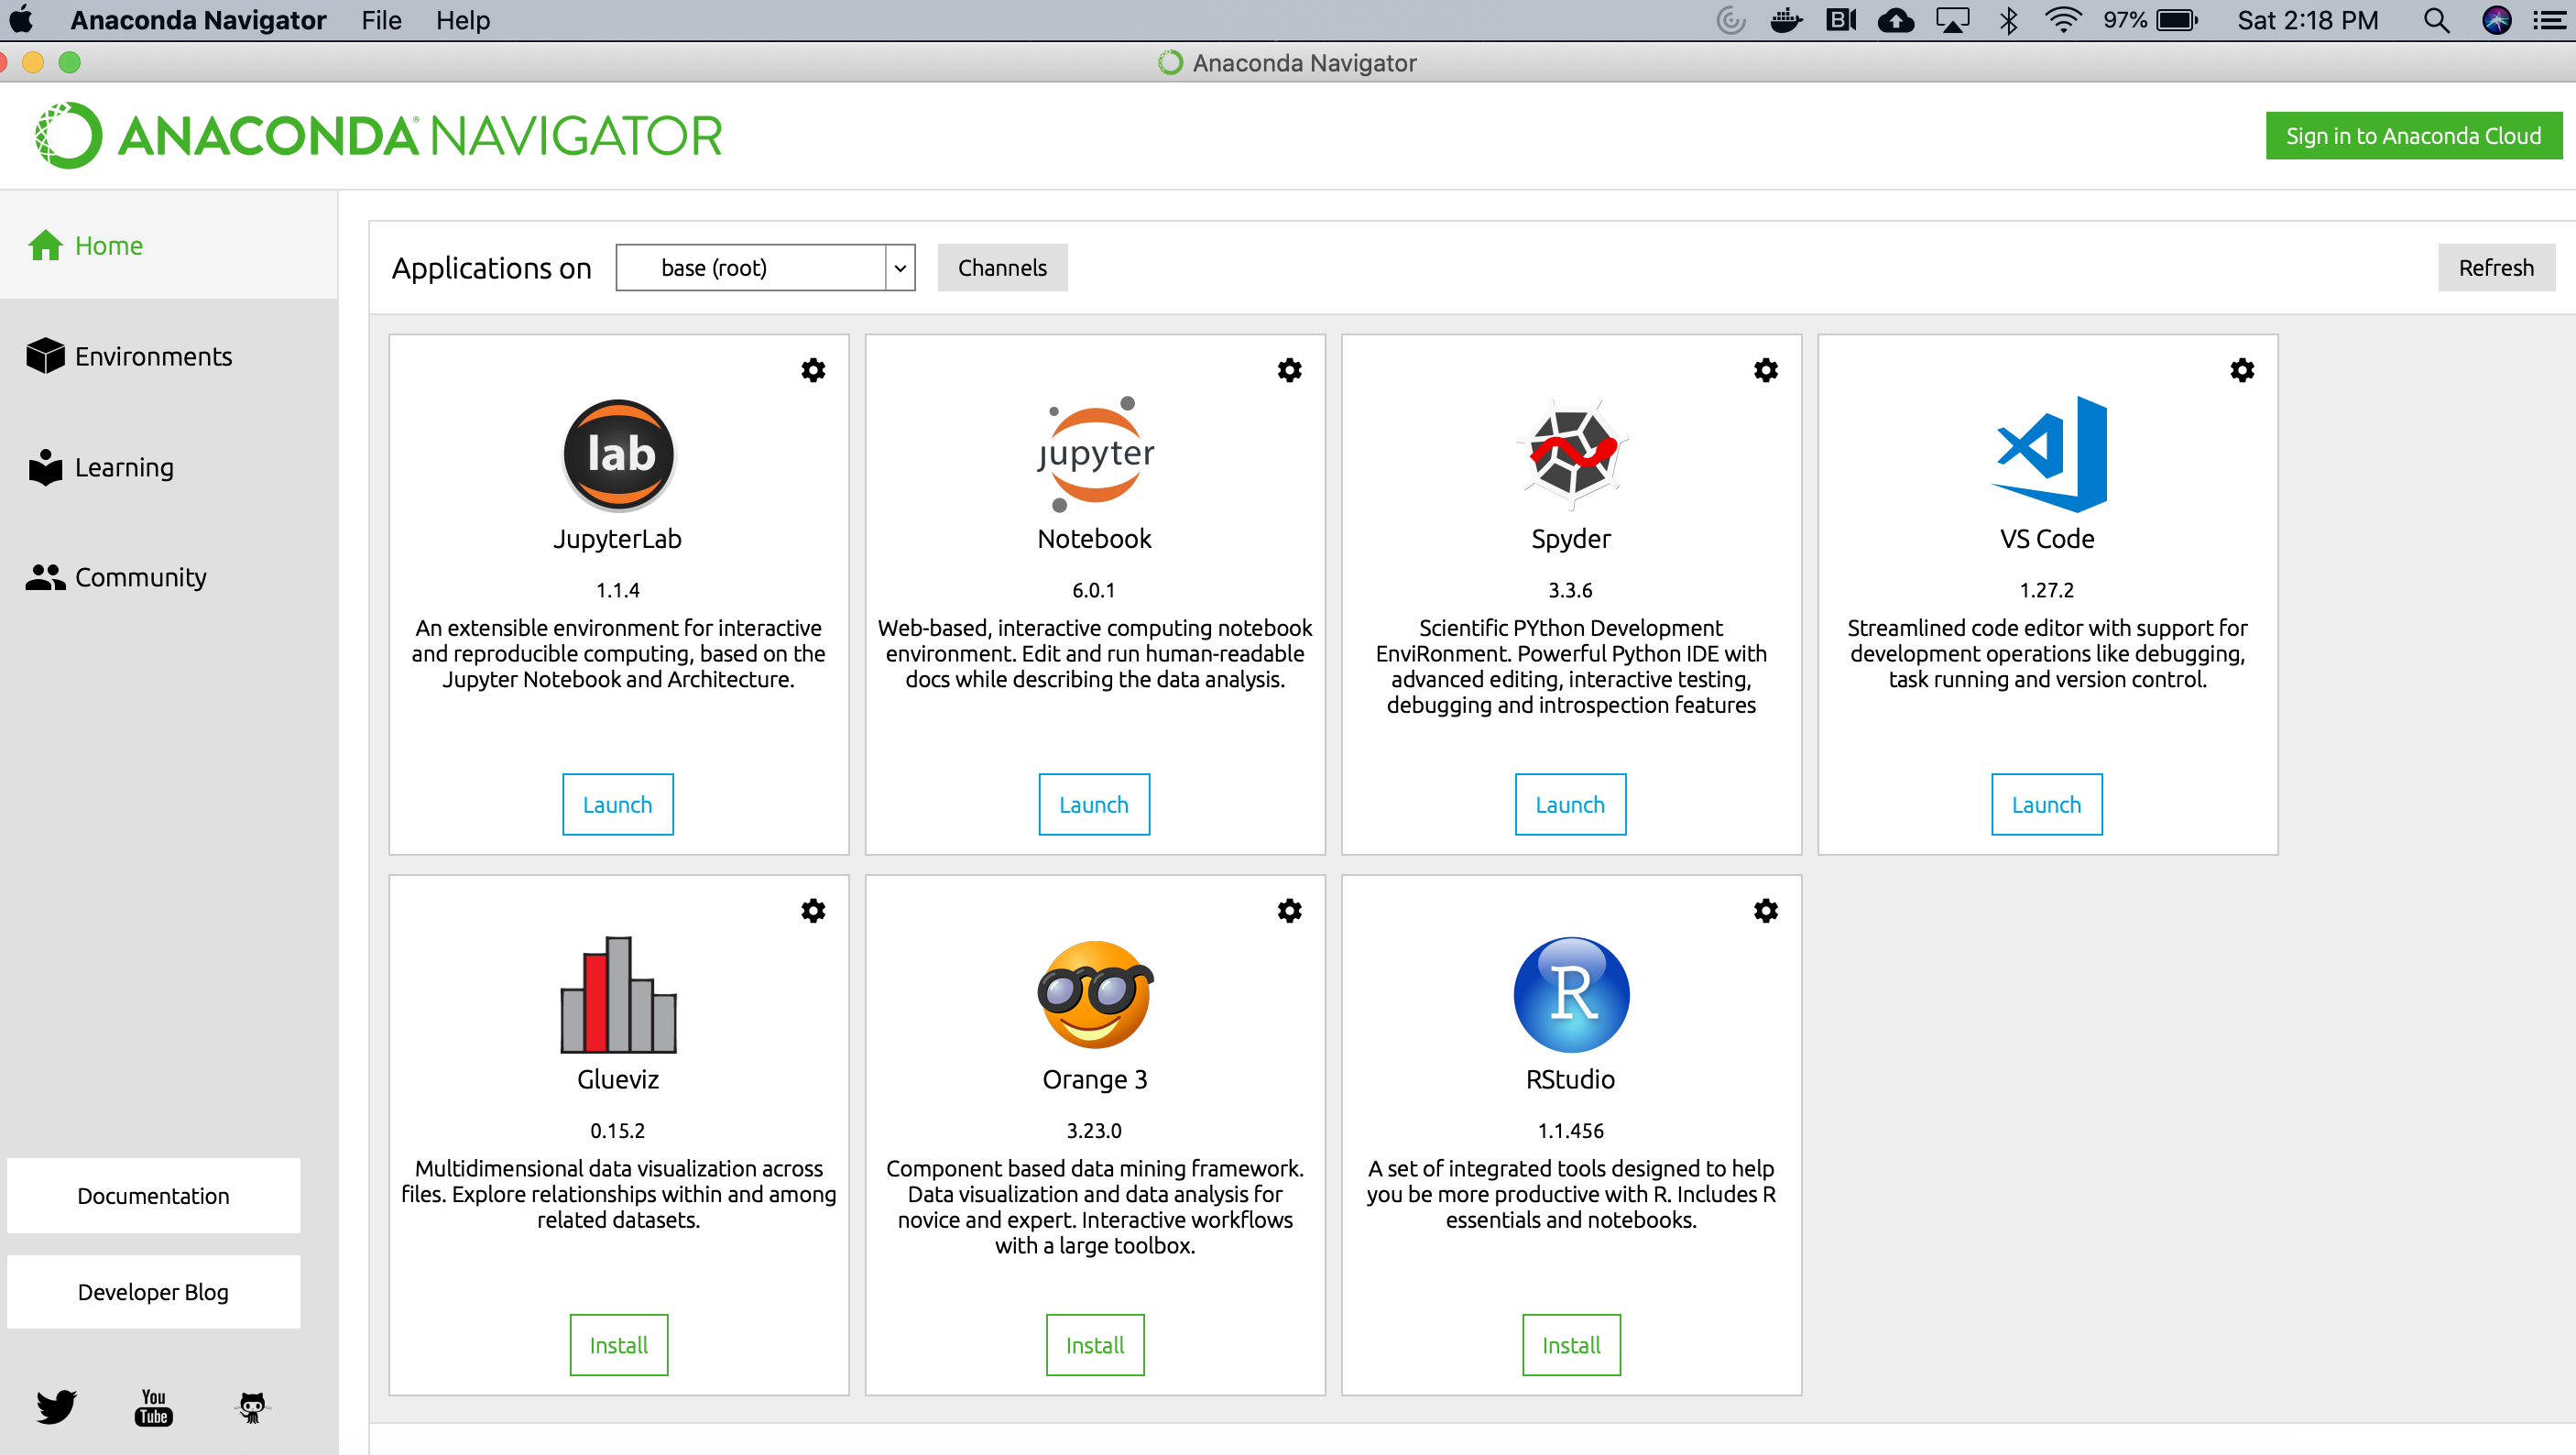 Anaconda Navigator File Help 97% Sat 2:18 PM
Anaconda Navigator
ANACONDA® NAVIGATOR
Sign in to Anaconda Cloud
Home
Environments
Learning
Community
Documentation
Developer Blog
You
Tube
Applications on base (root) Channels Refresh
lab
JupyterLab
1.1.4
An extensible environment for interactive
and reproducible computing, based on the
Jupyter Notebook and Architecture.
Launch
jupyter
Notebook
6.0.1
Web-based, interactive computing notebook
environment. Edit and run human-readable
docs while describing the data analysis.
Launch
Spyder
3.3.6
Scientific PYthon Development
EnviRonment. Powerful Python IDE with
advanced editing, interactive testing,
debugging and introspection features
Launch
VS Code
1.27.2
Streamlined code editor with support for
development operations like debugging,
task running and version control.
Launch
Glueviz
0.15.2
Multidimensional data visualization across
files. Explore relationships within and among
related datasets.
Install
Orange 3
3.23.0
Component based data mining framework.
Data visualization and data analysis for
novice and expert. Interactive workflows
with a large toolbox.
Install
R
RStudio
1.1.456
A set of integrated tools designed to help
you be more productive with R. Includes R
essentials and notebooks.
Install